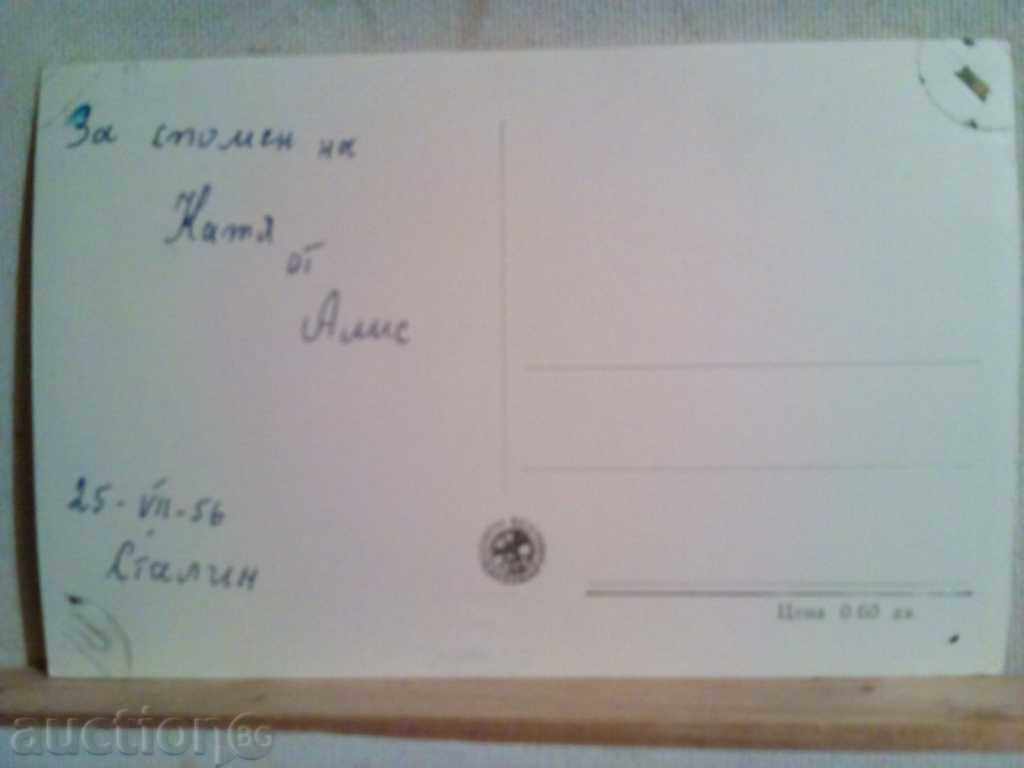 За спомен на
Катя
от
Алис
25-VII-56
Сталин
Цена 0.60 лв.
auction BG